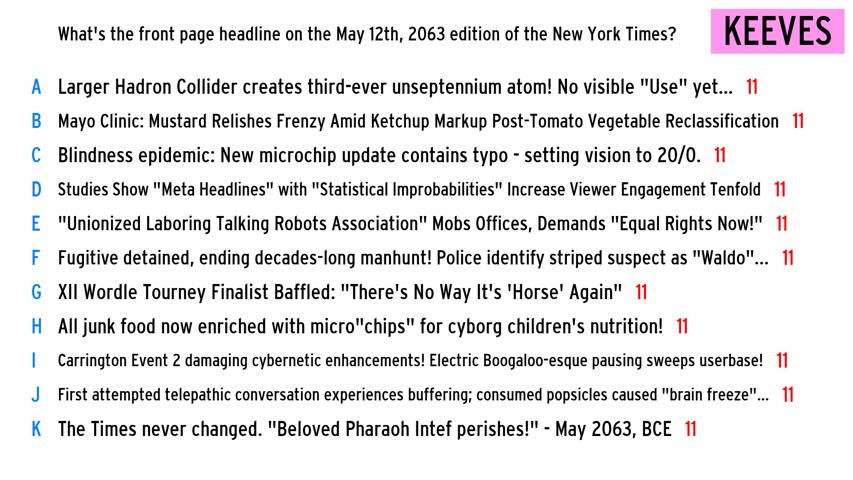 What's the front page headline on the May 12th, 2063 edition of the New York Times?
KEEVES
A Larger Hadron Collider creates third-ever unseptennium atom! No visible "Use" yet... 11
B Mayo Clinic: Mustard Relishes Frenzy Amid Ketchup Markup Post-Tomato Vegetable Reclassification 11
C Blindness epidemic: New microchip update contains typo - setting vision to 20/0. 11
D Studies Show "Meta Headlines" with "Statistical Improbabilities" Increase Viewer Engagement Tenfold 11
E "Unionized Laboring Talking Robots Association" Mobs Offices, Demands "Equal Rights Now!" 11
F Fugitive detained, ending decades-long manhunt! Police identify striped suspect as "Waldo"... 11
G XII Wordle Tourney Finalist Baffled: "There's No Way It's 'Horse' Again" 11
H All junk food now enriched with micro"chips" for cyborg children's nutrition! 11
I Carrington Event 2 damaging cybernetic enhancements! Electric Boogaloo-esque pausing sweeps userbase! 11
J First attempted telepathic conversation experiences buffering; consumed popsicles caused "brain freeze"... 11
K The Times never changed. "Beloved Pharaoh Intef perishes!" - May 2063, BCE 11